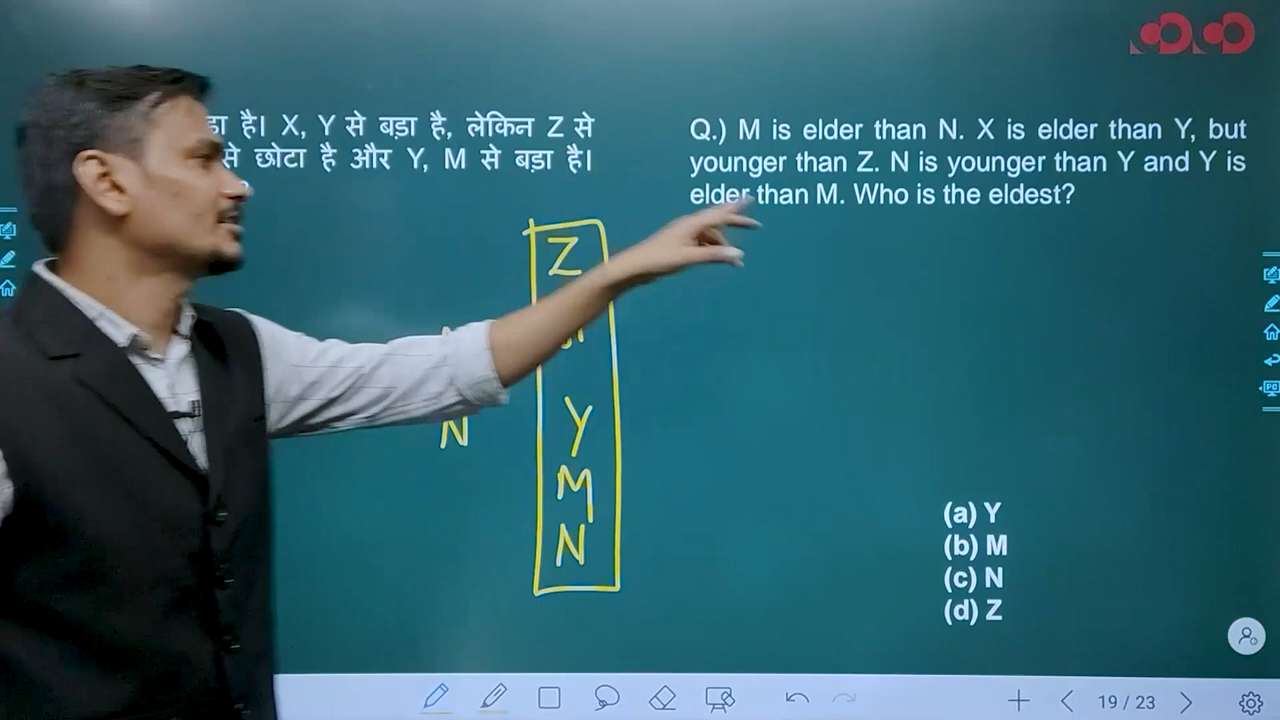 है। X, Y से बड़ा है, लेकिन Z से
से छोटा है और Y, M से बड़ा है।
Q.) M is elder than N. X is elder than Y, but
younger than Z. N is younger than Y and Y is
elder than M. Who is the eldest?
Z
Y
N
M
N
(a) Y
(b) M
(c) N
(d) Z
19 / 23